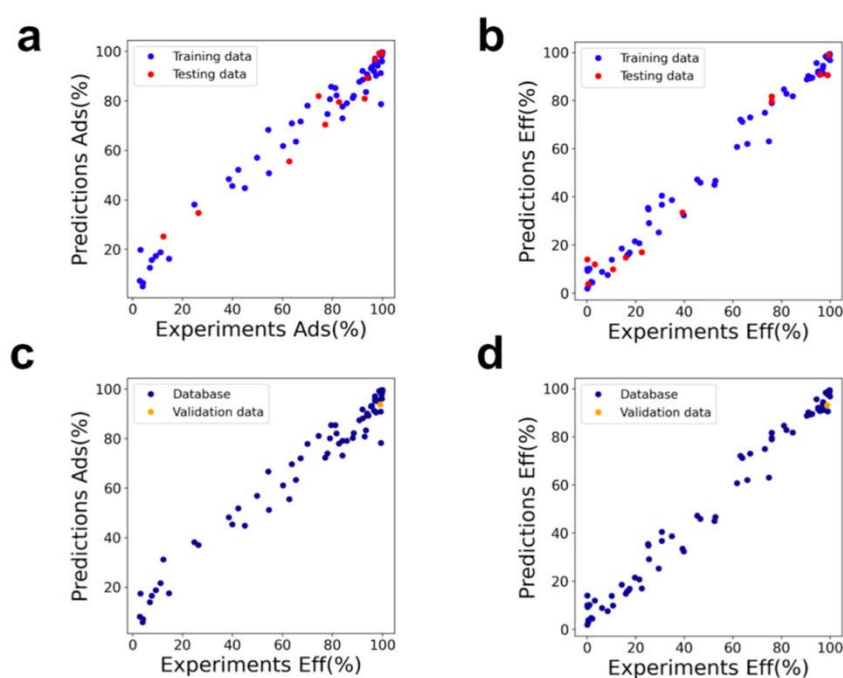 a
100
80
60
40
20
0 20 40 60 80 100
Predictions Ads(%)
Experiments Ads(%)
Training data
Testing data
b
100
80
60
40
20
0
0 20 40 60 80 100
Predictions Eff(%)
Experiments Eff(%)
Training data
Testing data
c
100
80
60
40
20
0 20 40 60 80 100
Predictions Ads(%)
Experiments Eff(%)
Database
Validation data
d
100
80
60
40
20
0
0 20 40 60 80 100
Predictions Eff(%)
Experiments Eff(%)
Database
Validation data